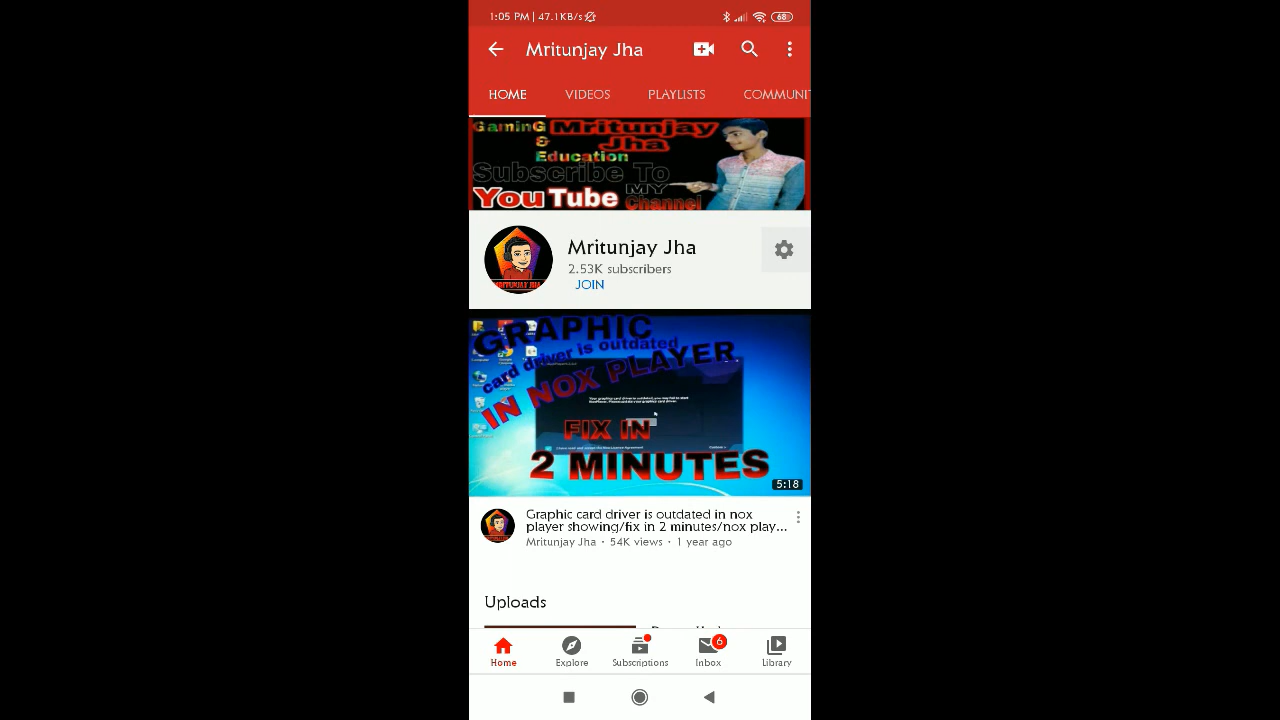 1:05 PM | 47.1KB/s
68
Mritunjay Jha
HOME VIDEOS PLAYLISTS COMMUNI
GaminG
&
Education
Mritunjay
Jha
Subscribe To
MY
YouTube
Channel
Mritunjay Jha
2.53K subscribers
JOIN
GRAPHIC
card driver is outdated
IN NOX PLAYER
FIX IN
2 MINUTES
5:18
Graphic card driver is outdated in nox
player showing/fix in 2 minutes/nox play...
Mritunjay Jha · 54K views · 1 year ago
Uploads
6
Home Explore Subscriptions Inbox Library